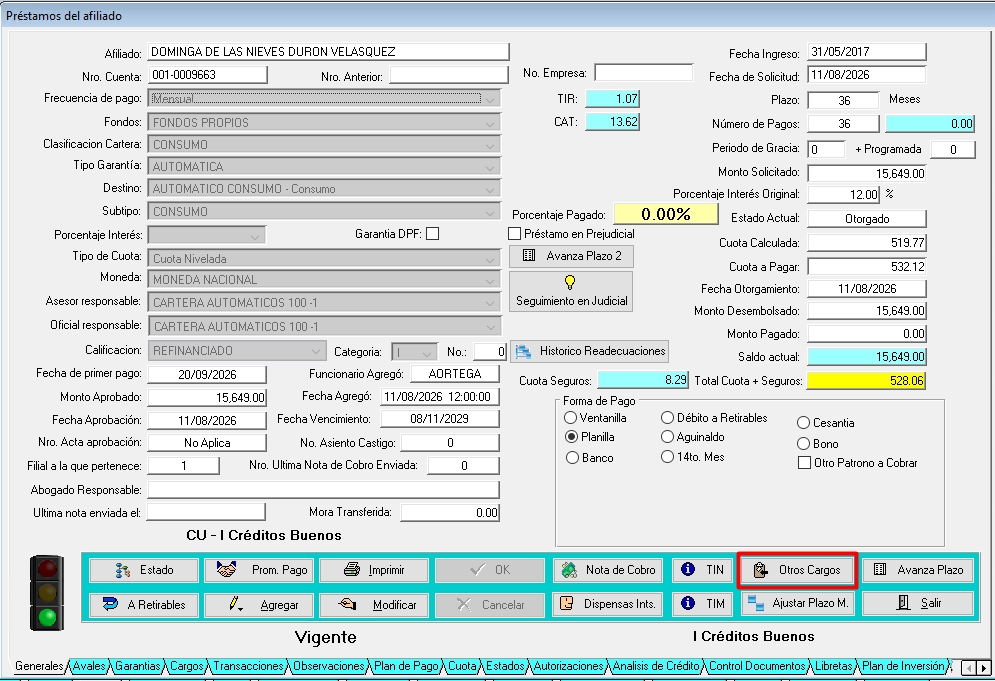 Préstamos del afiliado
Afiliado: DOMINGA DE LAS NIEVES DURON VELASQUEZ
Fecha Ingreso: 31/05/2017
Nro. Cuenta: 001-0009663 Nro. Anterior:
No. Empresa:
Fecha de Solicitud: 11/08/2026
Frecuencia de pago: Mensual
TIR: 1.07
Plazo: 36 Meses
Fondos: FONDOS PROPIOS
CAT: 13.62
Número de Pagos: 36 0.00
Clasificacion Cartera: CONSUMO
Periodo de Gracia: 0 + Programada 0
Tipo Garantía: AUTOMATICA
Monto Solicitado: 15,649.00
Destino: AUTOMATICO CONSUMO - Consumo
Porcentaje Interés Original: 12.00 %
Subtipo: CONSUMO
Porcentaje Pagado: 0.00%
Estado Actual: Otorgado
Porcentaje Interés:
Garantia DPF:
Préstamo en Prejudicial
Cuota Calculada: 519.77
Tipo de Cuota: Cuota Nivelada
Avanza Plazo 2
Cuota a Pagar: 532.12
Moneda: MONEDA NACIONAL
Fecha Otorgamiento: 11/08/2026
Asesor responsable: CARTERA AUTOMATICOS 100 -1
Seguimiento en Judicial
Monto Desembolsado: 15,649.00
Oficial responsable: CARTERA AUTOMATICOS 100 -1
Monto Pagado: 0.00
Calificacion: REFINANCIADO Categoria: I No.: 0
Historico Readecuaciones
Saldo actual: 15,649.00
Fecha de primer pago: 20/09/2026 Funcionario Agregó: AORTEGA
Cuota Seguros: 8.29 Total Cuota + Seguros: 528.06
Monto Aprobado: 15,649.00 Fecha Agregó: 11/08/2026 12:00:00
Fecha Aprobación: 11/08/2026 Fecha Vencimiento: 08/11/2029
Nro. Acta aprobación: No Aplica No. Asiento Castigo: 0
Filial a la que pertenece: 1 Nro. Ultima Nota de Cobro Enviada: 0
Abogado Responsable:
Ultima nota enviada el: Mora Transferida: 0.00
Forma de Pago
Ventanilla Débito a Retirables Cesantia
Planilla Aguinaldo Bono
Banco 14to. Mes Otro Patrono a Cobrar
CU - I Créditos Buenos
Estado Prom. Pago Imprimir OK Nota de Cobro TIN Otros Cargos Avanza Plazo
A Retirables Agregar Modificar Cancelar Dispensas Ints. TIM Ajustar Plazo M. Salir
Vigente I Créditos Buenos
Generales Avales Garantias Cargos Transacciones Observaciones Plan de Pago Cuota Estados Autorizaciones Analisis de Crédito Control Documentos Libretas Plan de Inversión